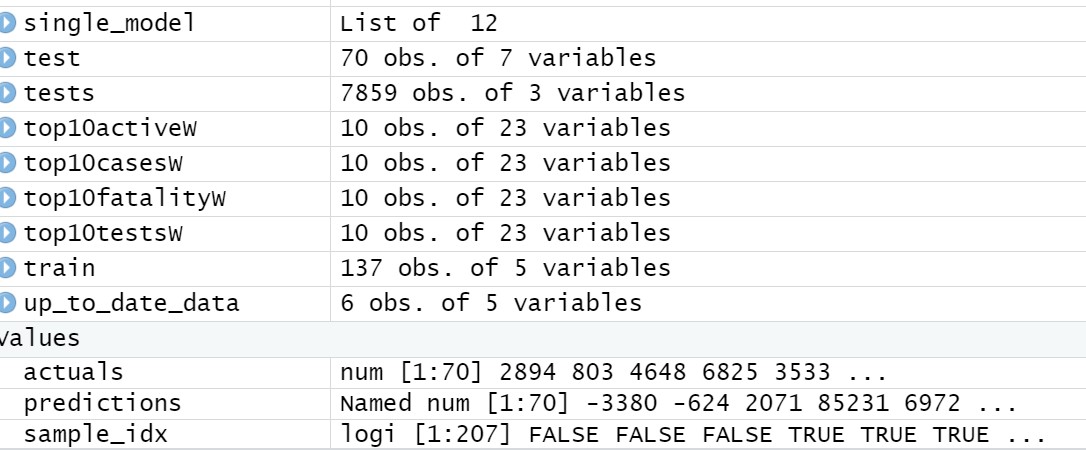 single_model List of  12
test 70 obs. of 7 variables
tests 7859 obs. of 3 variables
top10activeW 10 obs. of 23 variables
top10casesW 10 obs. of 23 variables
top10fatalityW 10 obs. of 23 variables
top10testsW 10 obs. of 23 variables
train 137 obs. of 5 variables
up_to_date_data 6 obs. of 5 variables
Values
actuals num [1:70] 2894 803 4648 6825 3533 ...
predictions Named num [1:70] -3380 -624 2071 85231 6972 ...
sample_idx logi [1:207] FALSE FALSE FALSE TRUE TRUE TRUE ...